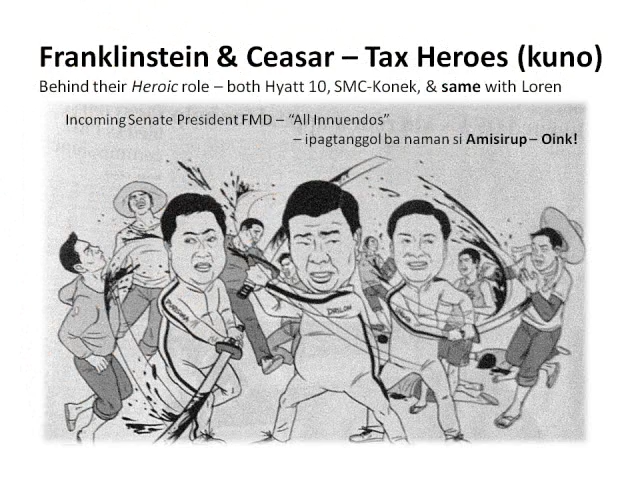 Franklinstein & Ceasar – Tax Heroes (kuno)
Behind their Heroic role – both Hyatt 10, SMC-Konek, & same with Loren
Incoming Senate President FMD – “All Innuendos”
– ipagtanggol ba naman si Amisirup – Oink!
DRILON